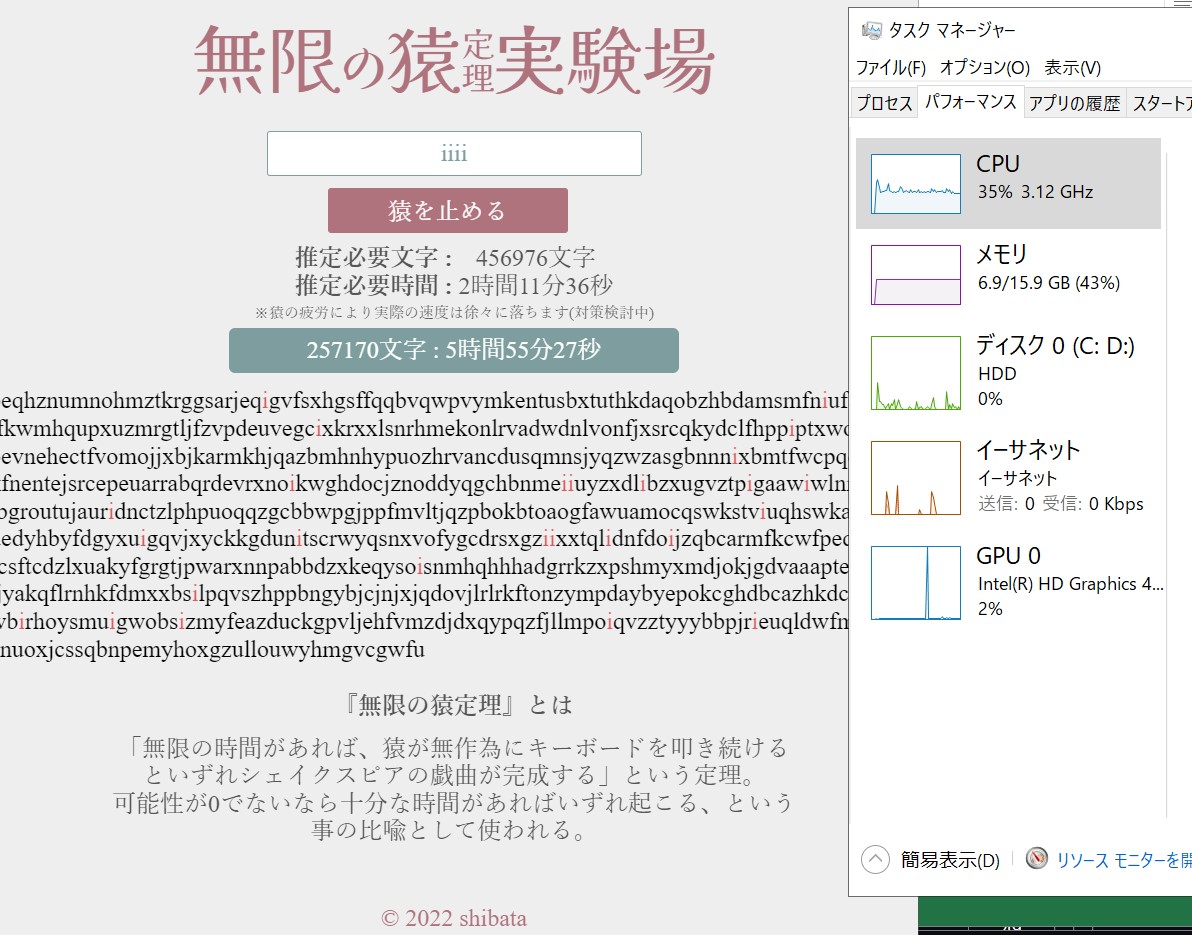 無限の猿定理実験場
iiii
猿を止める
推定必要文字： 456976文字
推定必要時間 : 2時間11分36秒
※猿の疲労により実際の速度は徐々に落ちます(対策検討中)
257170文字 : 5時間55分27秒
eqhznumnohmztkrggsarjeqigvfsxhgsffqqbvqwpvymkentusbxtuthkdaqobzhbdamsmfniuf
fkwmhqupxuzmrgtljfzvpdeuvegcixkrxxlsnrhmekonlrvadwdnlvonfjxsrcqkydclfhppiptxwo
evnehectfvomojjxbjkarmkhjqazbnhnhypuozhrvancdusqmnsjyqzwzasgbnnnixbmtfwcpq
fnentejsrcepeuarrabqrdevrxnoikwghdocjznoddyqgchbnmeiiuyzxdlibzxugvztpigaawiwln
ogroutujauridnctzlphpuoqqzgcbbwpgjppfmvltjqzpbokbtoaogfawuamocqswkstviuqhswka
edyhbyfdgyxuigqvjxyckkgdunitscrwyqsnxvofygcdrsxgziixxtqlidnfdoijzqbcarmfkcwfpec
csftcdzlxuakyfgrgtjpwarxnnpabbdzxkeqysoisnmhqhhhadgrrkzxpshmyxmdjokjgdvaaapte
jyakqflrnhkfdmxxbsilpqvszhppbngybjcjnjxjqdovjlrlrkftonzympdaybyepokcghdbcazhkdc
vbirhoysmuigwobsizmyfeazduckgpvljehfvmzdjdxqypqzfjllmpoiqvzztyyybbpjrieuqldwfm
nuoxjcssqbnpemyhoxgzullouwyhmgvcgwfu
『無限の猿定理』とは
「無限の時間があれば、猿が無作為にキーボードを叩き続ける
といずれシェイクスピアの戯曲が完成する」という定理。
可能性が0でないなら十分な時間があればいずれ起こる、という
事の比喩として使われる。
© 2022 shibata
タスク マネージャー
ファイル(F) オプション(O) 表示(V)
プロセス パフォーマンス アプリの履歴 スタートア
CPU
35% 3.12 GHz
メモリ
6.9/15.9 GB (43%)
ディスク 0 (C: D:)
HDD
0%
イーサネット
イーサネット
送信: 0 受信: 0 Kbps
GPU 0
Intel(R) HD Graphics 4...
2%
簡易表示(D) リソース モニターを開